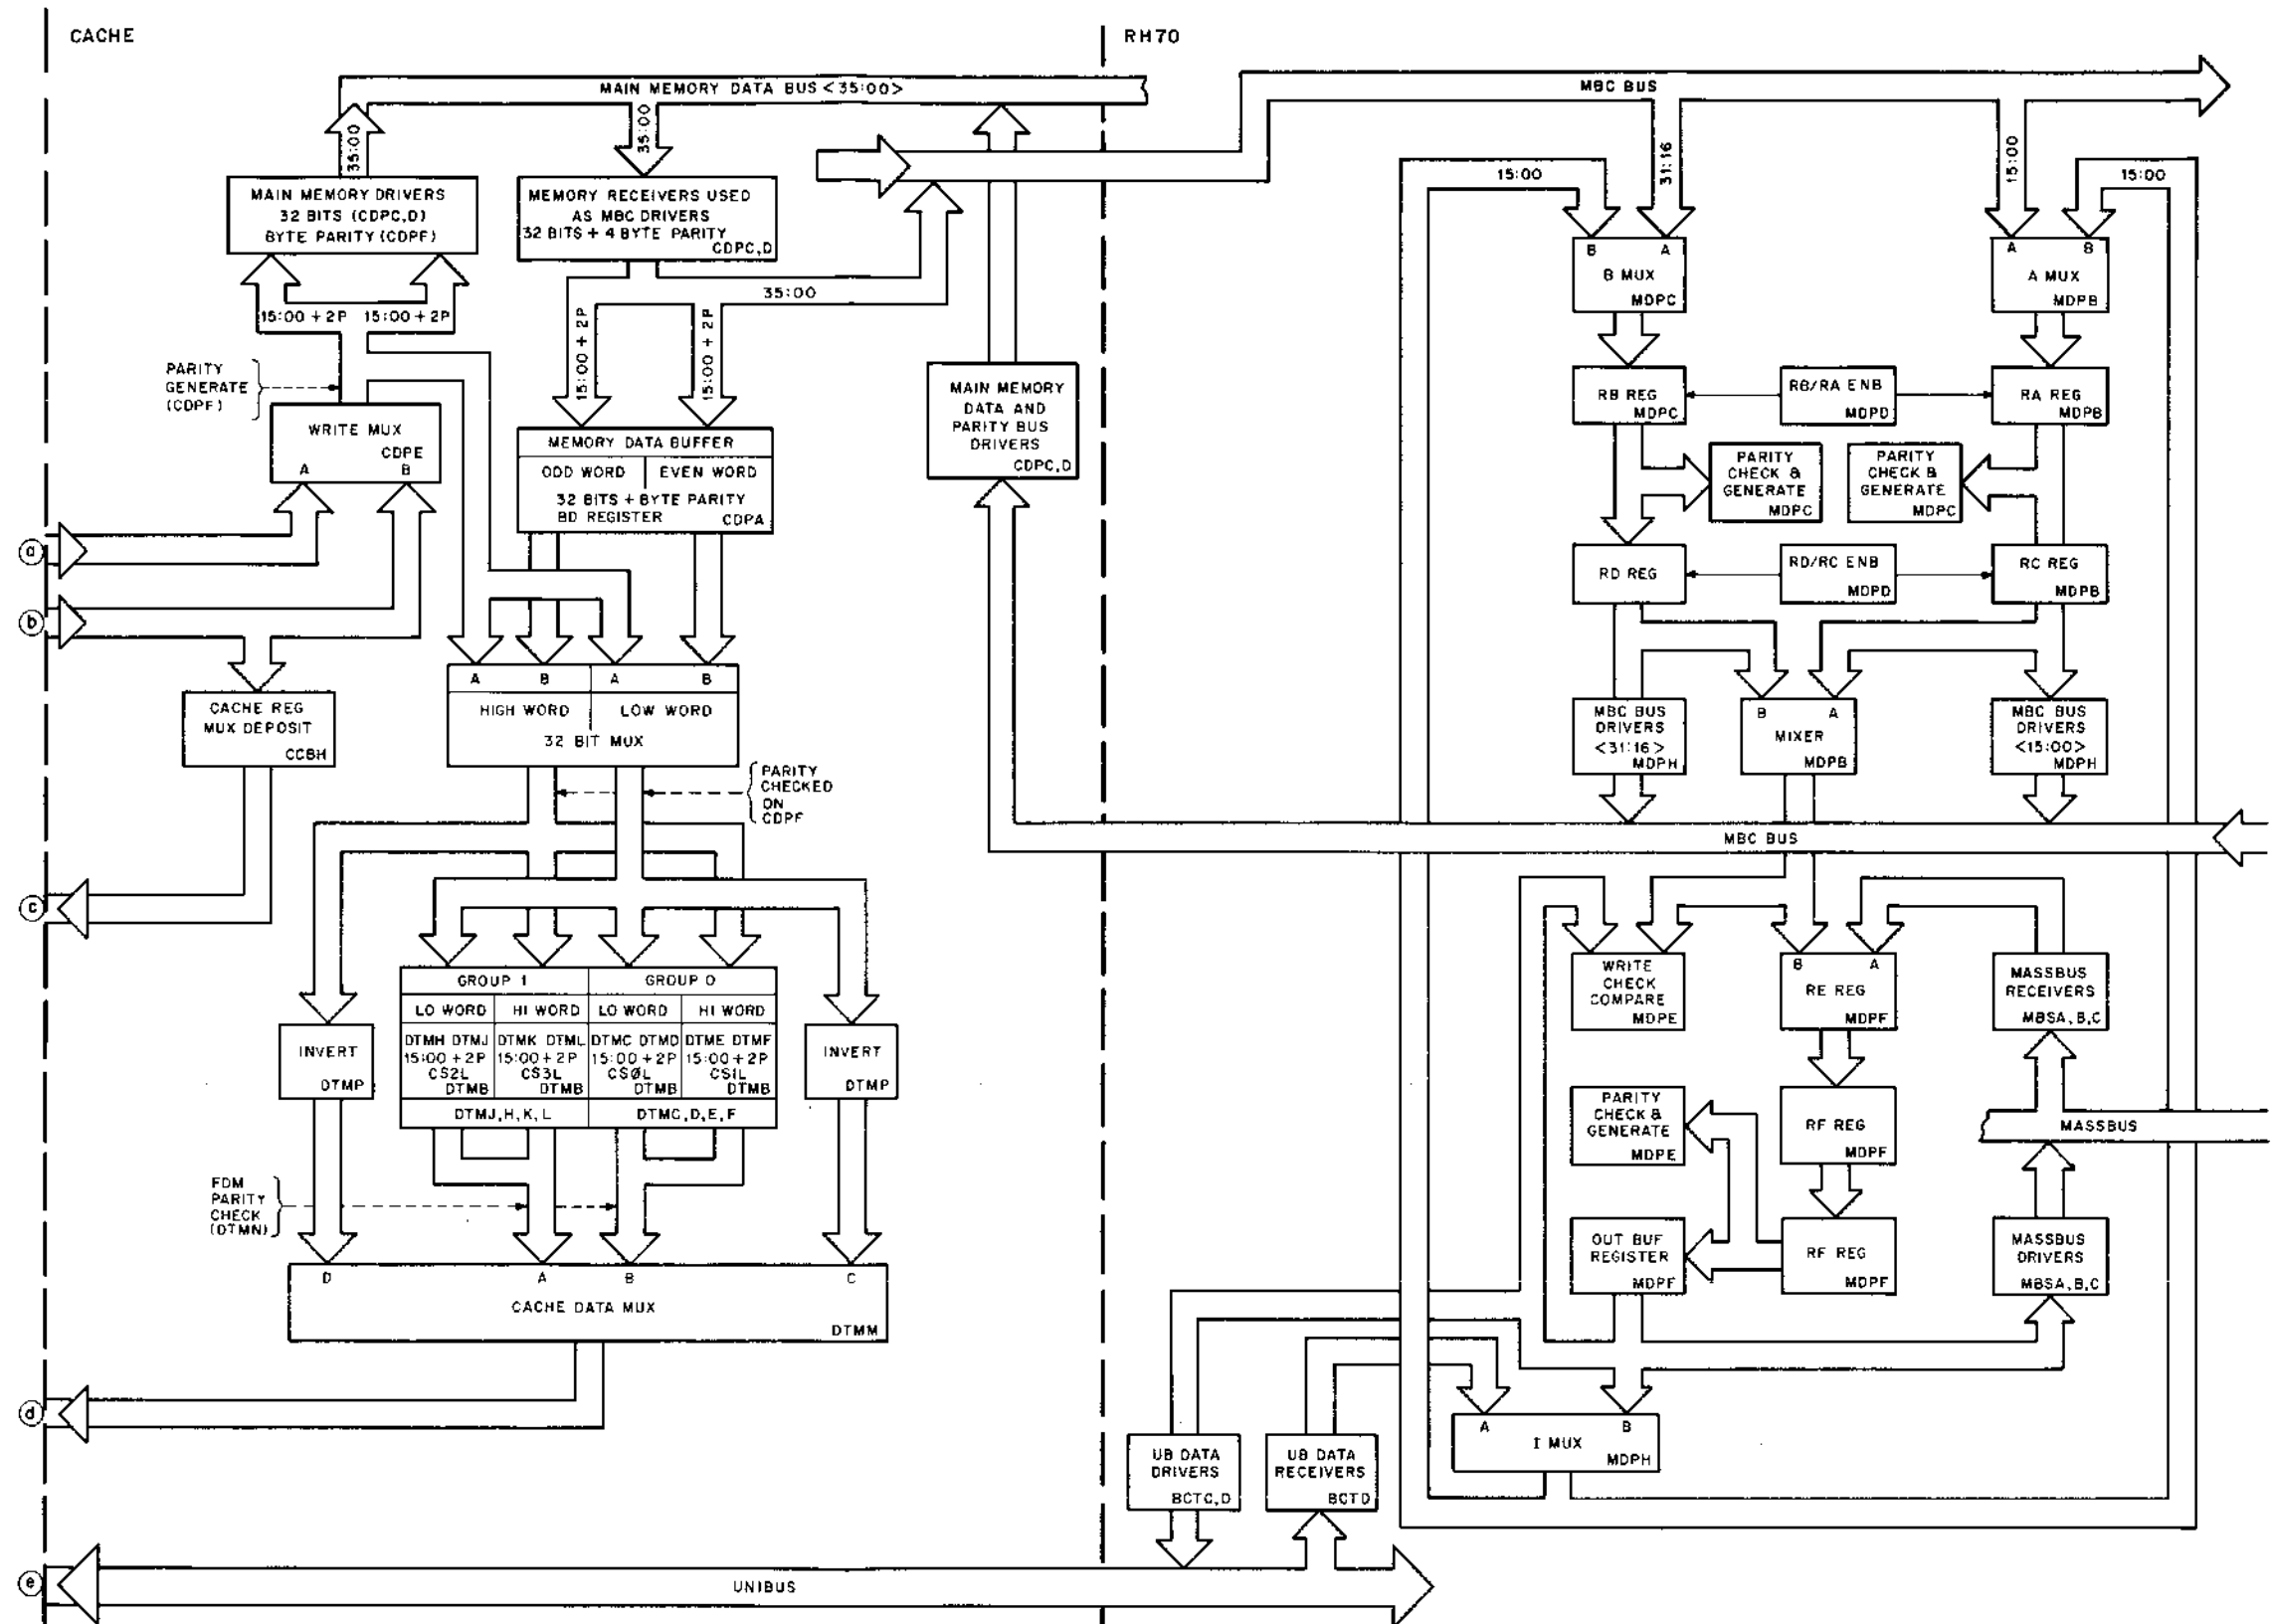 CACHE
RH70
MAIN MEMORY DATA BUS <35:00>
MBC BUS
35:00
35:00
31:16
15:00
15:00
15:00
MAIN MEMORY DRIVERS
32 BITS (CDPC,D)
BYTE PARITY (CDPF)
MEMORY RECEIVERS USED
AS MBC DRIVERS
32 BITS + 4 BYTE PARITY
CDPC,D
B A
B MUX
MDPC
A B
A MUX
MDPB
15:00 + 2P 15:00 + 2P
35:00
15:00 + 2P
15:00 + 2P
PARITY
GENERATE
(CDPF)
WRITE MUX
CDPE
A B
MAIN MEMORY
DATA AND
PARITY BUS
DRIVERS
CDPC,D
RB REG
MDPC
RB/RA ENB
MDPD
RA REG
MDPB
MEMORY DATA BUFFER
ODD WORD EVEN WORD
32 BITS + BYTE PARITY
BD REGISTER CDPA
PARITY
CHECK &
GENERATE
MDPC
PARITY
CHECK &
GENERATE
MDPC
a
b
RD REG
RD/RC ENB
MDPD
RC REG
MDPB
CACHE REG
MUX DEPOSIT
CCBH
A B A B
HIGH WORD LOW WORD
32 BIT MUX
MBC BUS
DRIVERS
<31:16>
MDPH
B A
MIXER
MDPB
MBC BUS
DRIVERS
<15:00>
MDPH
PARITY
CHECKED
ON
CDPF
MBC BUS
c
GROUP 1 GROUP 0
LO WORD HI WORD LO WORD HI WORD
DTMH DTMJ DTMK DTML DTMC DTMD DTME DTMF
15:00+2P 15:00+2P 15:00+2P 15:00+2P
CS2L CS3L CSØL CS1L
DTMB DTMB DTMB DTMB
DTMJ,H,K,L DTMC,D,E,F
INVERT
DTMP
INVERT
DTMP
WRITE
CHECK
COMPARE
MDPE
B A
RE REG
MDPF
MASSBUS
RECEIVERS
MBSA,B,C
PARITY
CHECK &
GENERATE
MDPE
RF REG
MDPF
MASSBUS
FDM
PARITY
CHECK
(DTMN)
OUT BUF
REGISTER
MDPF
RF REG
MDPF
MASSBUS
DRIVERS
MBSA,B,C
D A B C
CACHE DATA MUX
DTMM
d
A B
I MUX
MDPH
UB DATA
DRIVERS
BCTC,D
UB DATA
RECEIVERS
BCTD
e
UNIBUS